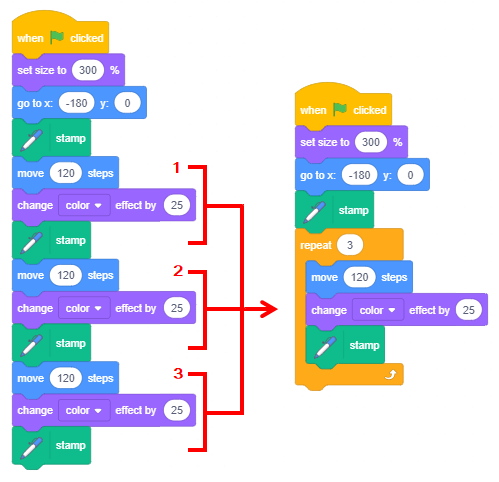 when clicked
set size to 300 %
go to x: -180 y: 0
stamp
move 120 steps
change color effect by 25
stamp
move 120 steps
change color effect by 25
stamp
move 120 steps
change color effect by 25
stamp
1
2
3
when clicked
set size to 300 %
go to x: -180 y: 0
stamp
repeat 3
move 120 steps
change color effect by 25
stamp